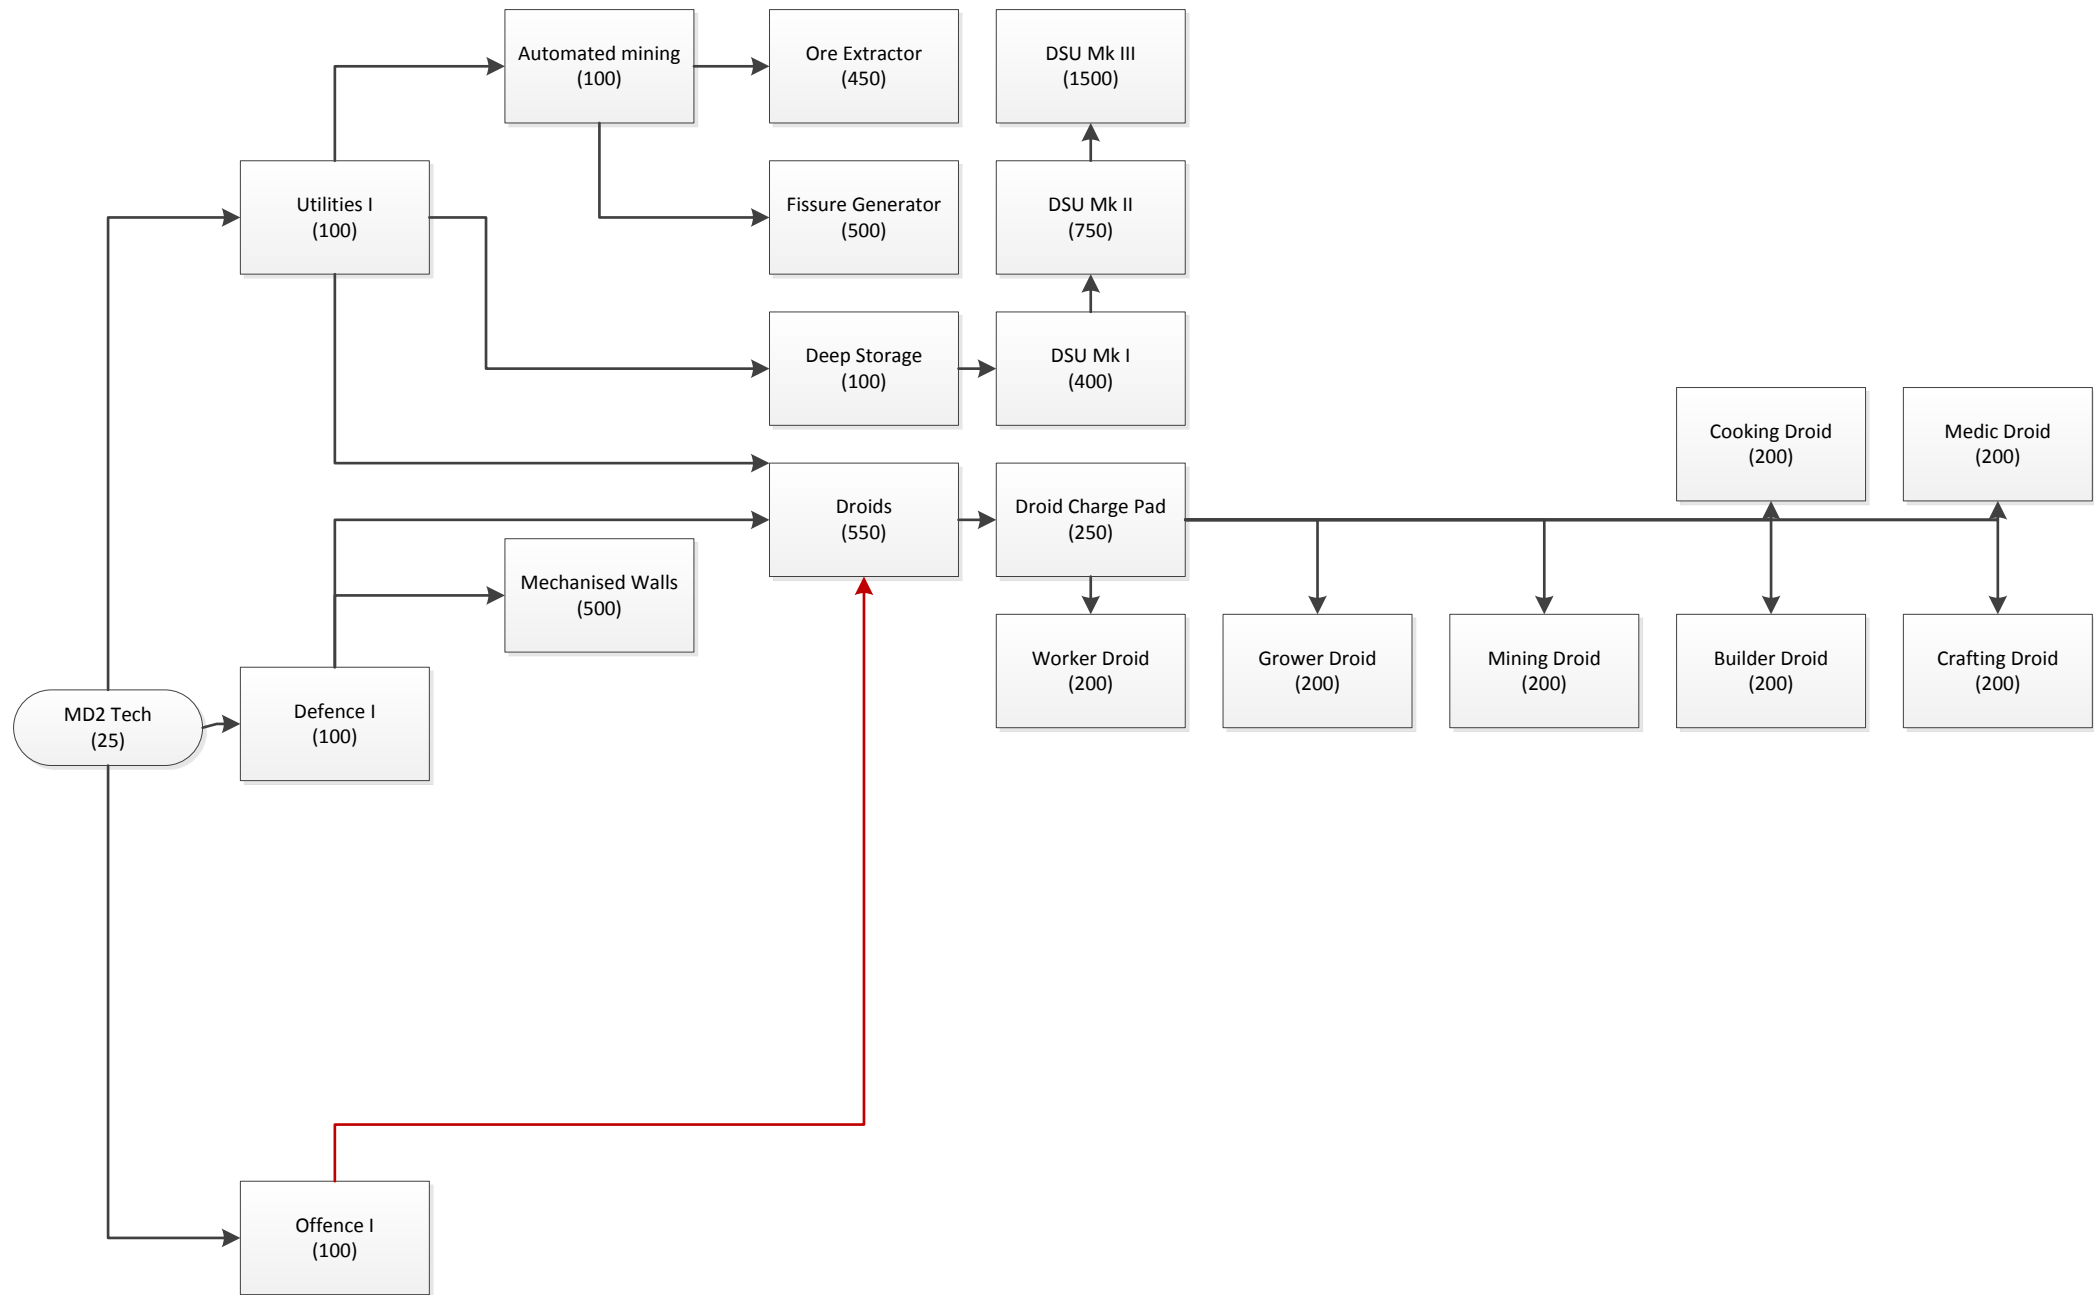 Automated mining
(100)
Ore Extractor
(450)
DSU Mk III
(1500)
Utilities I
(100)
Fissure Generator
(500)
DSU Mk II
(750)
Deep Storage
(100)
DSU Mk I
(400)
Cooking Droid
(200)
Medic Droid
(200)
Droids
(550)
Droid Charge Pad
(250)
Mechanised Walls
(500)
Worker Droid
(200)
Grower Droid
(200)
Mining Droid
(200)
Builder Droid
(200)
Crafting Droid
(200)
MD2 Tech
(25)
Defence I
(100)
Offence I
(100)